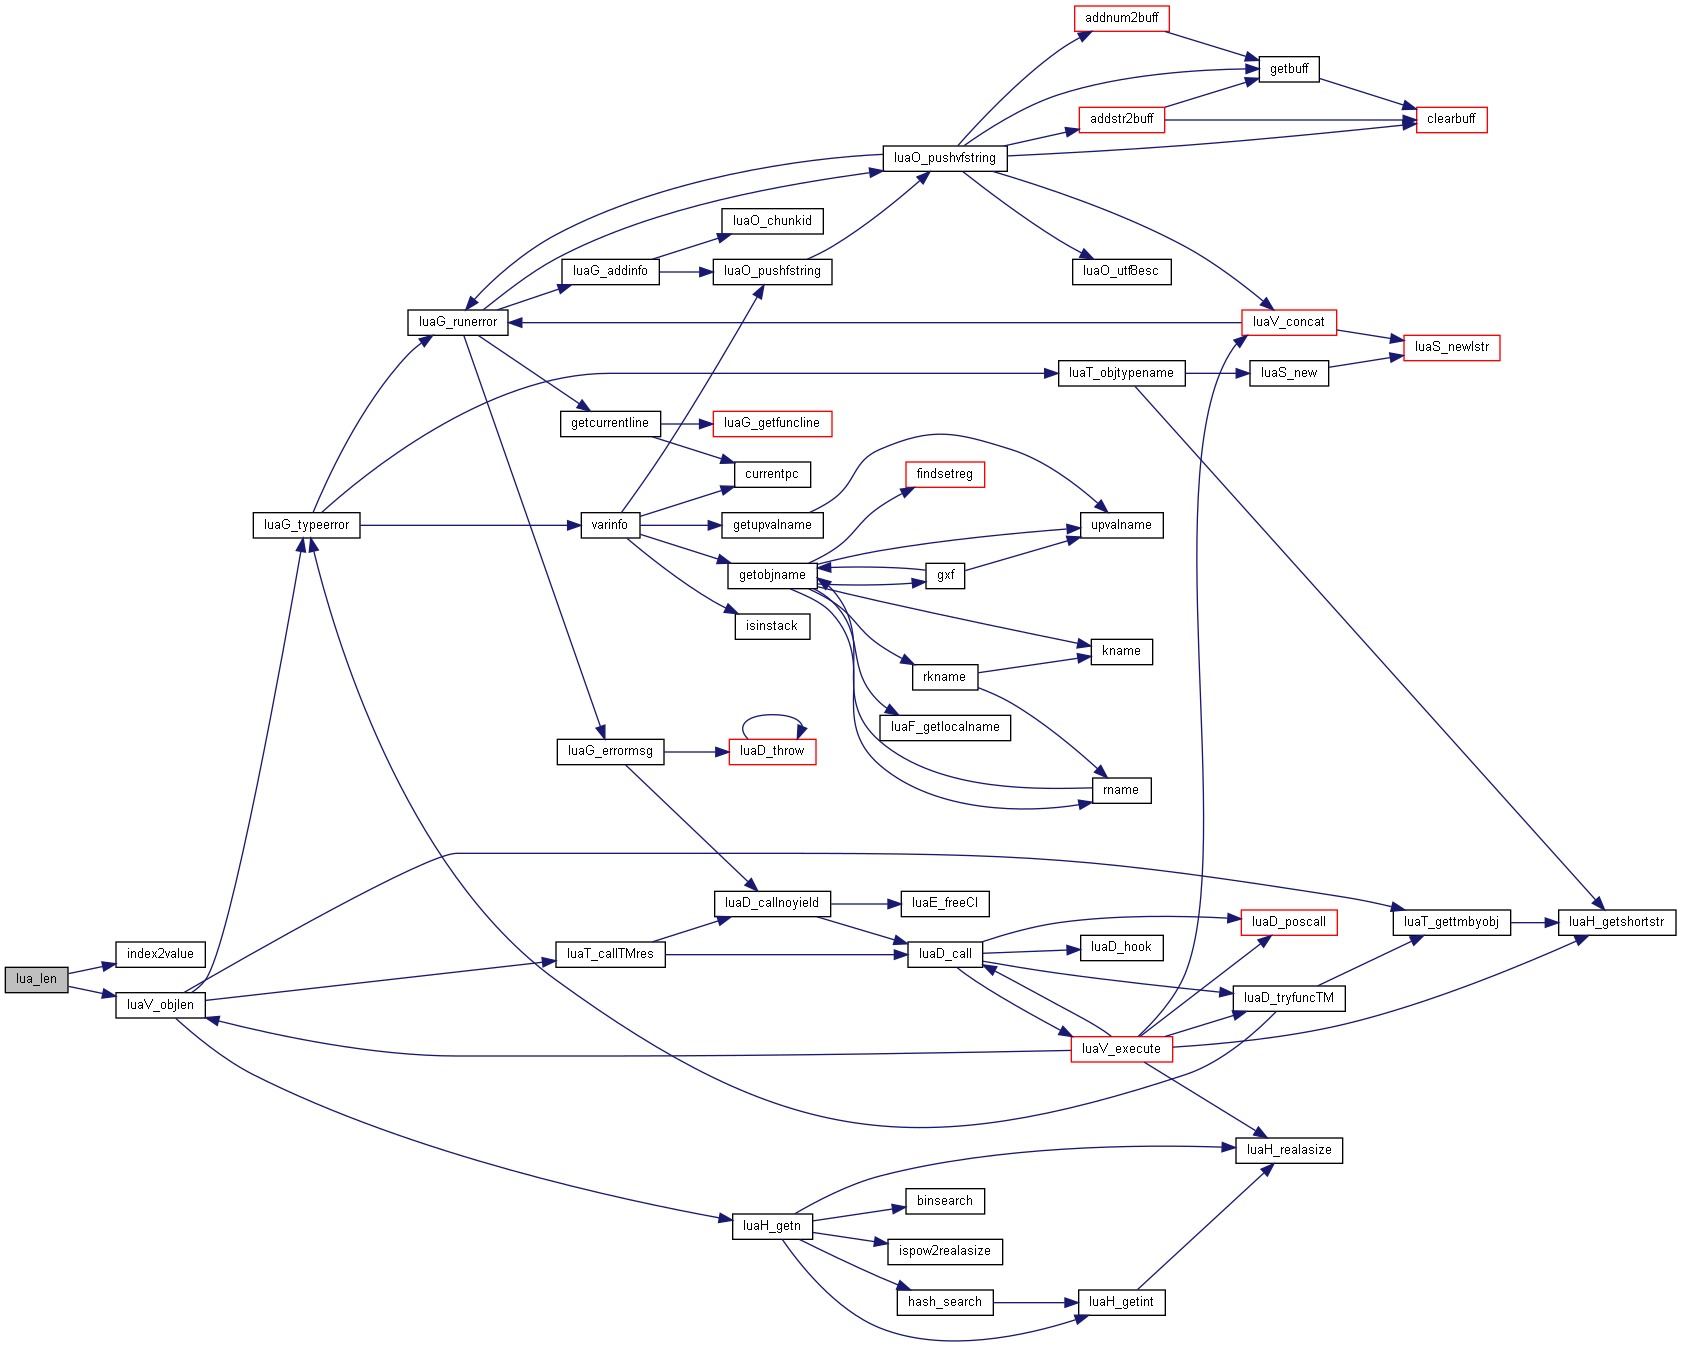 addnum2buff
getbuff
addstr2buff
clearbuff
luaO_pushvfstring
luaO_chunkid
luaG_addinfo
luaO_pushfstring
luaO_utf8esc
luaG_runerror
luaV_concat
luaS_newlstr
luaT_objtypename
luaS_new
getcurrentline
luaG_getfuncline
currentpc
findsetreg
luaG_typeerror
varinfo
getupvalname
upvalname
getobjname
gxf
isinstack
kname
rkname
luaF_getlocalname
luaG_errormsg
luaD_throw
rname
luaD_callnoyield
luaE_freeCI
luaD_poscall
luaT_gettmbyobj
luaH_getshortstr
index2value
luaT_callTMres
luaD_call
luaD_hook
lua_len
luaV_objlen
luaD_tryfuncTM
luaV_execute
luaH_realasize
binsearch
luaH_getn
ispow2realasize
hash_search
luaH_getint